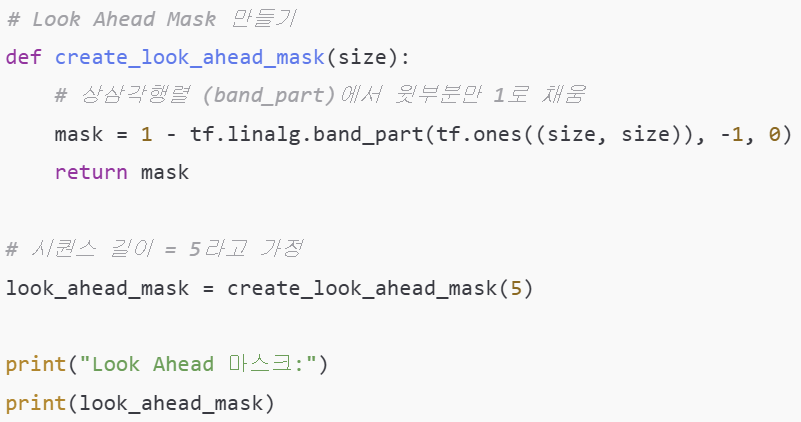 # Look Ahead Mask 만들기
def create_look_ahead_mask(size):
    # 상삼각행렬 (band_part)에서 윗부분만 1로 채움
    mask = 1 - tf.linalg.band_part(tf.ones((size, size)), -1, 0)
    return mask
# 시퀀스 길이 = 5라고 가정
look_ahead_mask = create_look_ahead_mask(5)
print("Look Ahead 마스크:")
print(look_ahead_mask)